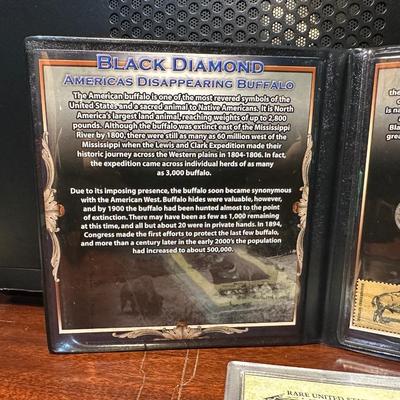 BLACK DIAMOND
AMERICAS DISAPPEARING BUFFALO
The American buffalo is one of the most revered symbols of the
United States and a sacred animal to Native Americans. It is North
America's largest land animal, reaching weights of up to 2,800
pounds. Although the buffalo was extinct east of the Mississippi
River by 1800, there were still as many as 60 million west of the
Mississippi when the Lewis and Clark Expedition made their
historic journey across the Western plains in 1804-1806. In fact,
the expedition came across individual herds of as many
as 3,000 buffalo.
Due to its imposing presence, the buffalo soon became synonymous
with the American West. Buffalo hides were valuable, however,
and by 1900 the buffalo had been hunted almost to the point
of extinction. There may have been as few as 1,000 remaining
at this time, and all but about 20 were in private hands. In 1894,
Congress made the first efforts to protect the last few buffalo,
and more than a century later in the early 2000's the population
had increased to about 500,000.
RARE UNITED